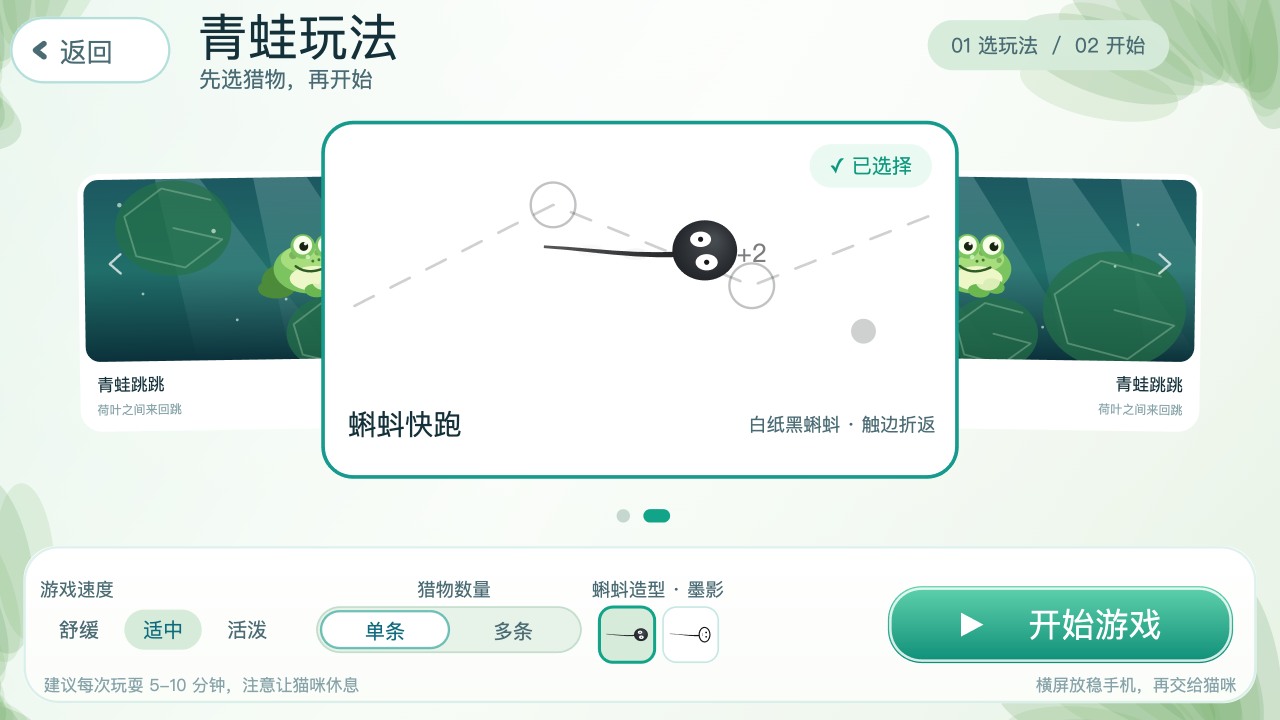 返回
青蛙玩法
先选猎物，再开始
01 选玩法 / 02 开始
✓ 已选择
+2
青蛙跳跳
荷叶之间来回跳
蝌蚪快跑
白纸黑蝌蚪 · 触边折返
青蛙跳跳
荷叶之间来回跳
游戏速度
舒缓
适中
活泼
猎物数量
单条
多条
蝌蚪造型 · 墨影
开始游戏
建议每次玩耍 5–10 分钟，注意让猫咪休息
横屏放稳手机，再交给猫咪